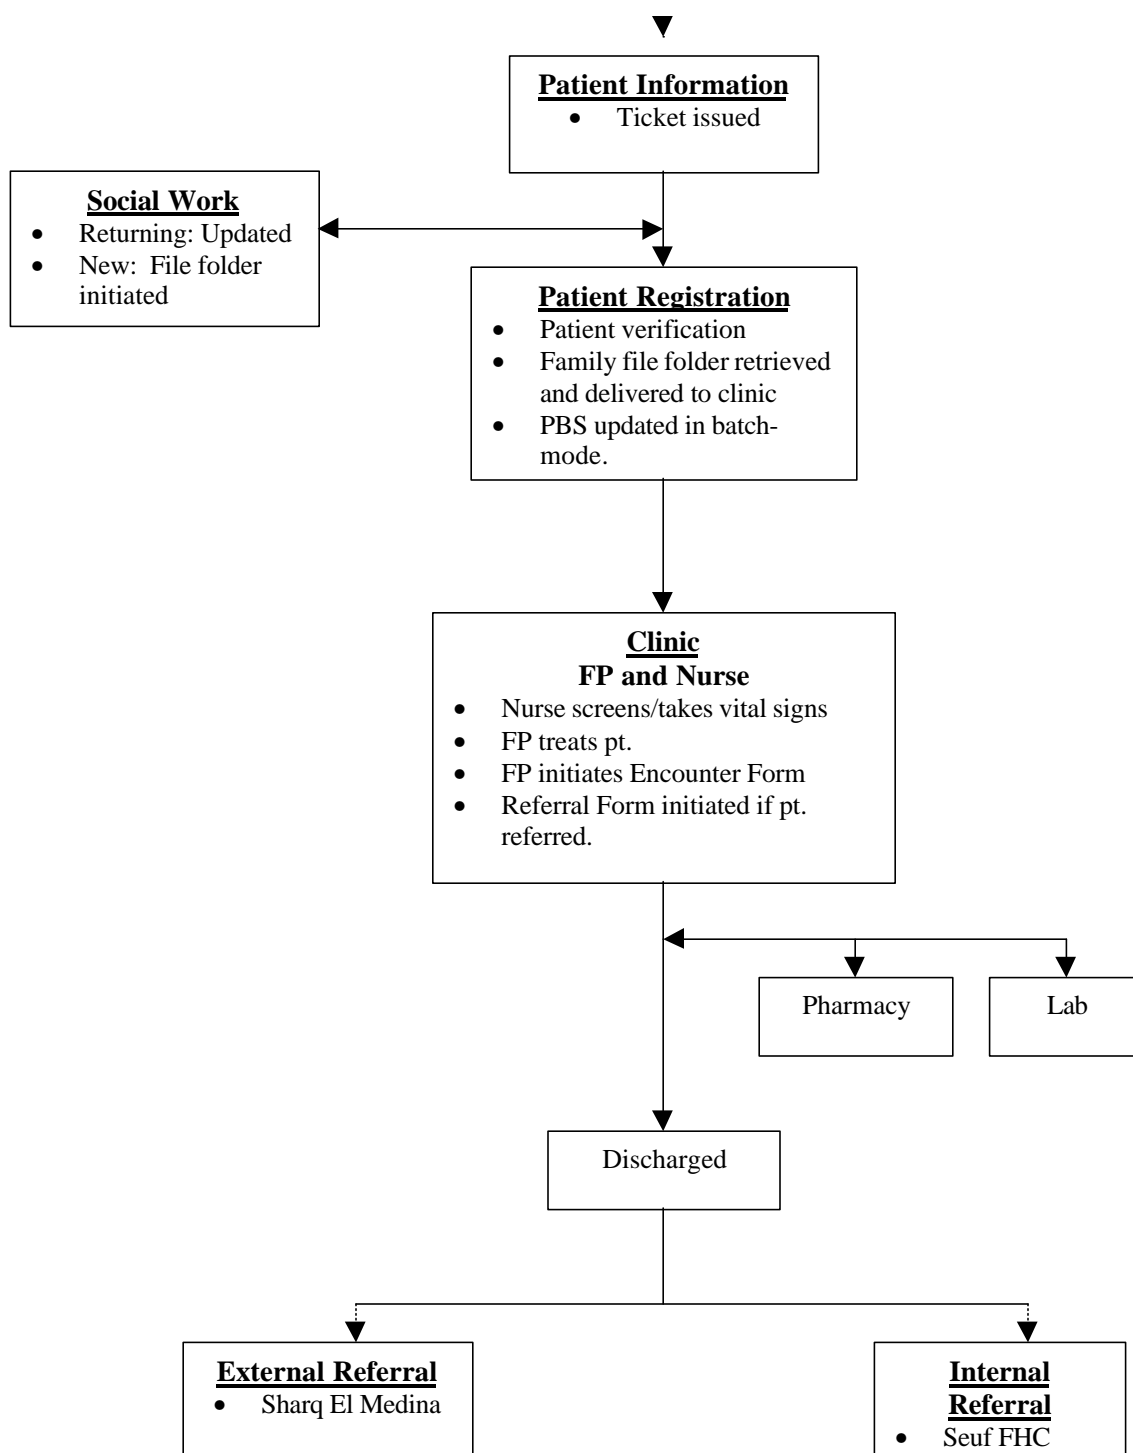 Patient Information
• Ticket issued
Social Work
• Returning: Updated
• New: File folder
initiated
Patient Registration
• Patient verification
• Family file folder retrieved
and delivered to clinic
• PBS updated in batch-
mode.
Clinic
FP and Nurse
• Nurse screens/takes vital signs
• FP treats pt.
• FP initiates Encounter Form
• Referral Form initiated if pt.
referred.
Pharmacy
Lab
Discharged
External Referral
• Sharq El Medina
Internal
Referral
• Seuf FHC